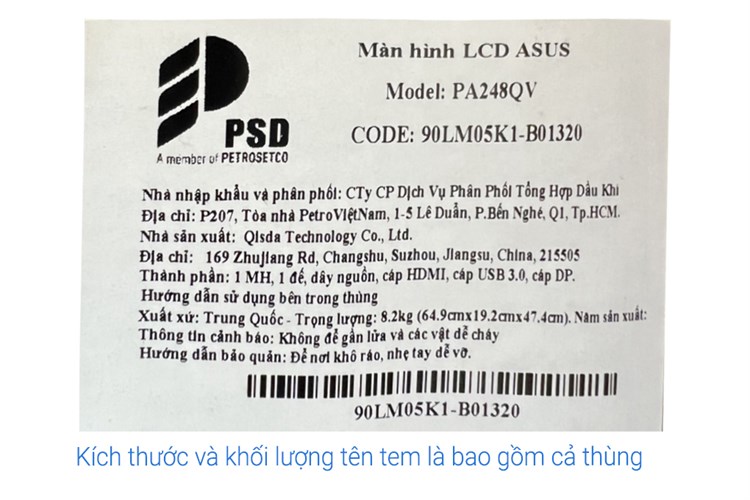 Màn hình LCD ASUS
Model: PA248QV
CODE: 90LM05K1-B01320
PSD
A member of PETROSETCO
Nhà nhập khẩu và phân phối: CTy CP Dịch Vụ Phân Phối Tổng Hợp Dầu Khí
Địa chỉ: P207, Tòa nhà PetroViệtNam, 1-5 Lê Duẩn, P.Bến Nghé, Q1, Tp.HCM.
Nhà sản xuất: Qisda Technology Co., Ltd.
Địa chỉ: 169 Zhujiang Rd, Changshu, Suzhou, Jiangsu, China, 215505
Thành phần: 1 MH, 1 đế, dây nguồn, cáp HDMI, cáp USB 3.0, cáp DP.
Hướng dẫn sử dụng bên trong thùng
Xuất xứ: Trung Quốc - Trọng lượng: 8.2kg (64.9cmx19.2cmx47.4cm). Năm sản xuất:
Thông tin cảnh báo: Không để gần lửa và các vật dễ cháy
Hướng dẫn bảo quản: Để nơi khô ráo, nhẹ tay dễ vỡ.
90LM05K1-B01320
Kích thước và khối lượng tên tem là bao gồm cả thùng